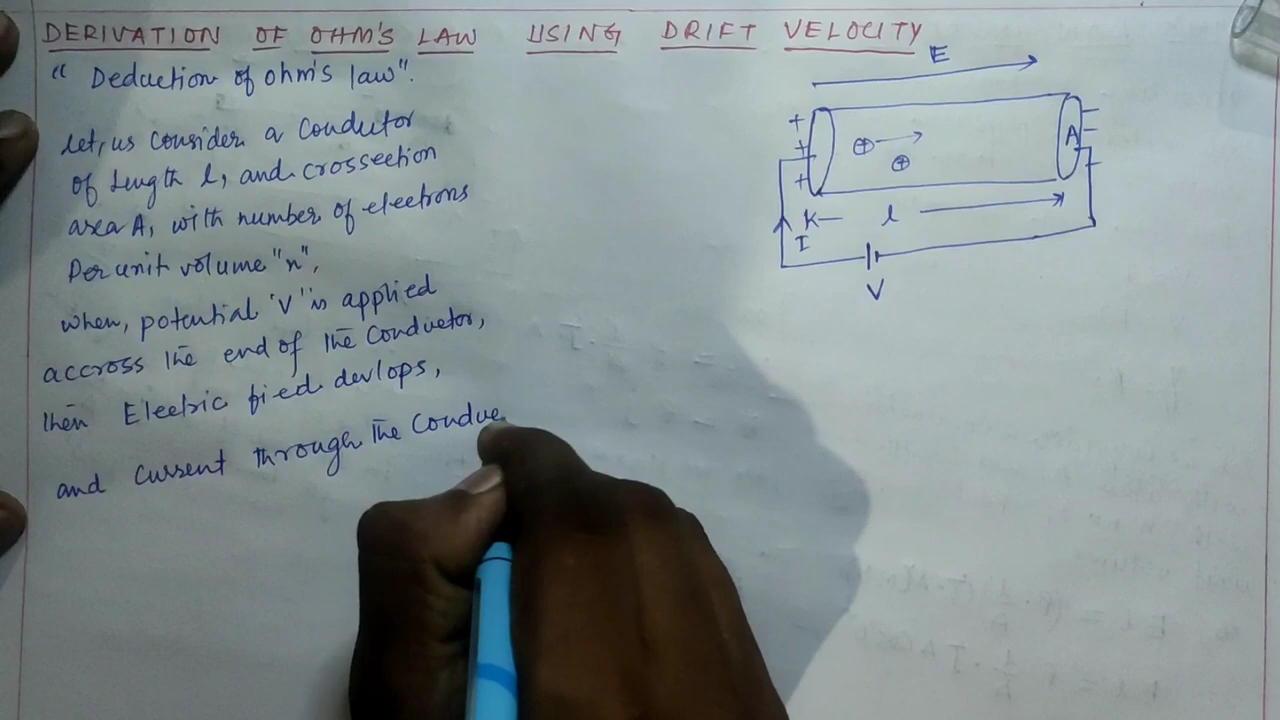 DERIVATION OF OHM'S LAW USING DRIFT VELOCITY
" Deduction of ohm's law".
let, us consider a Condutor
of length l, and crossection
area A, with number of electrons
Per unit volume "n",
when, potential 'V' is applied
accross the end of the Conductor,
then Electric fied devlops,
and current through the Condue
E
+
+
+
⊕
⊕
A
l
I
V